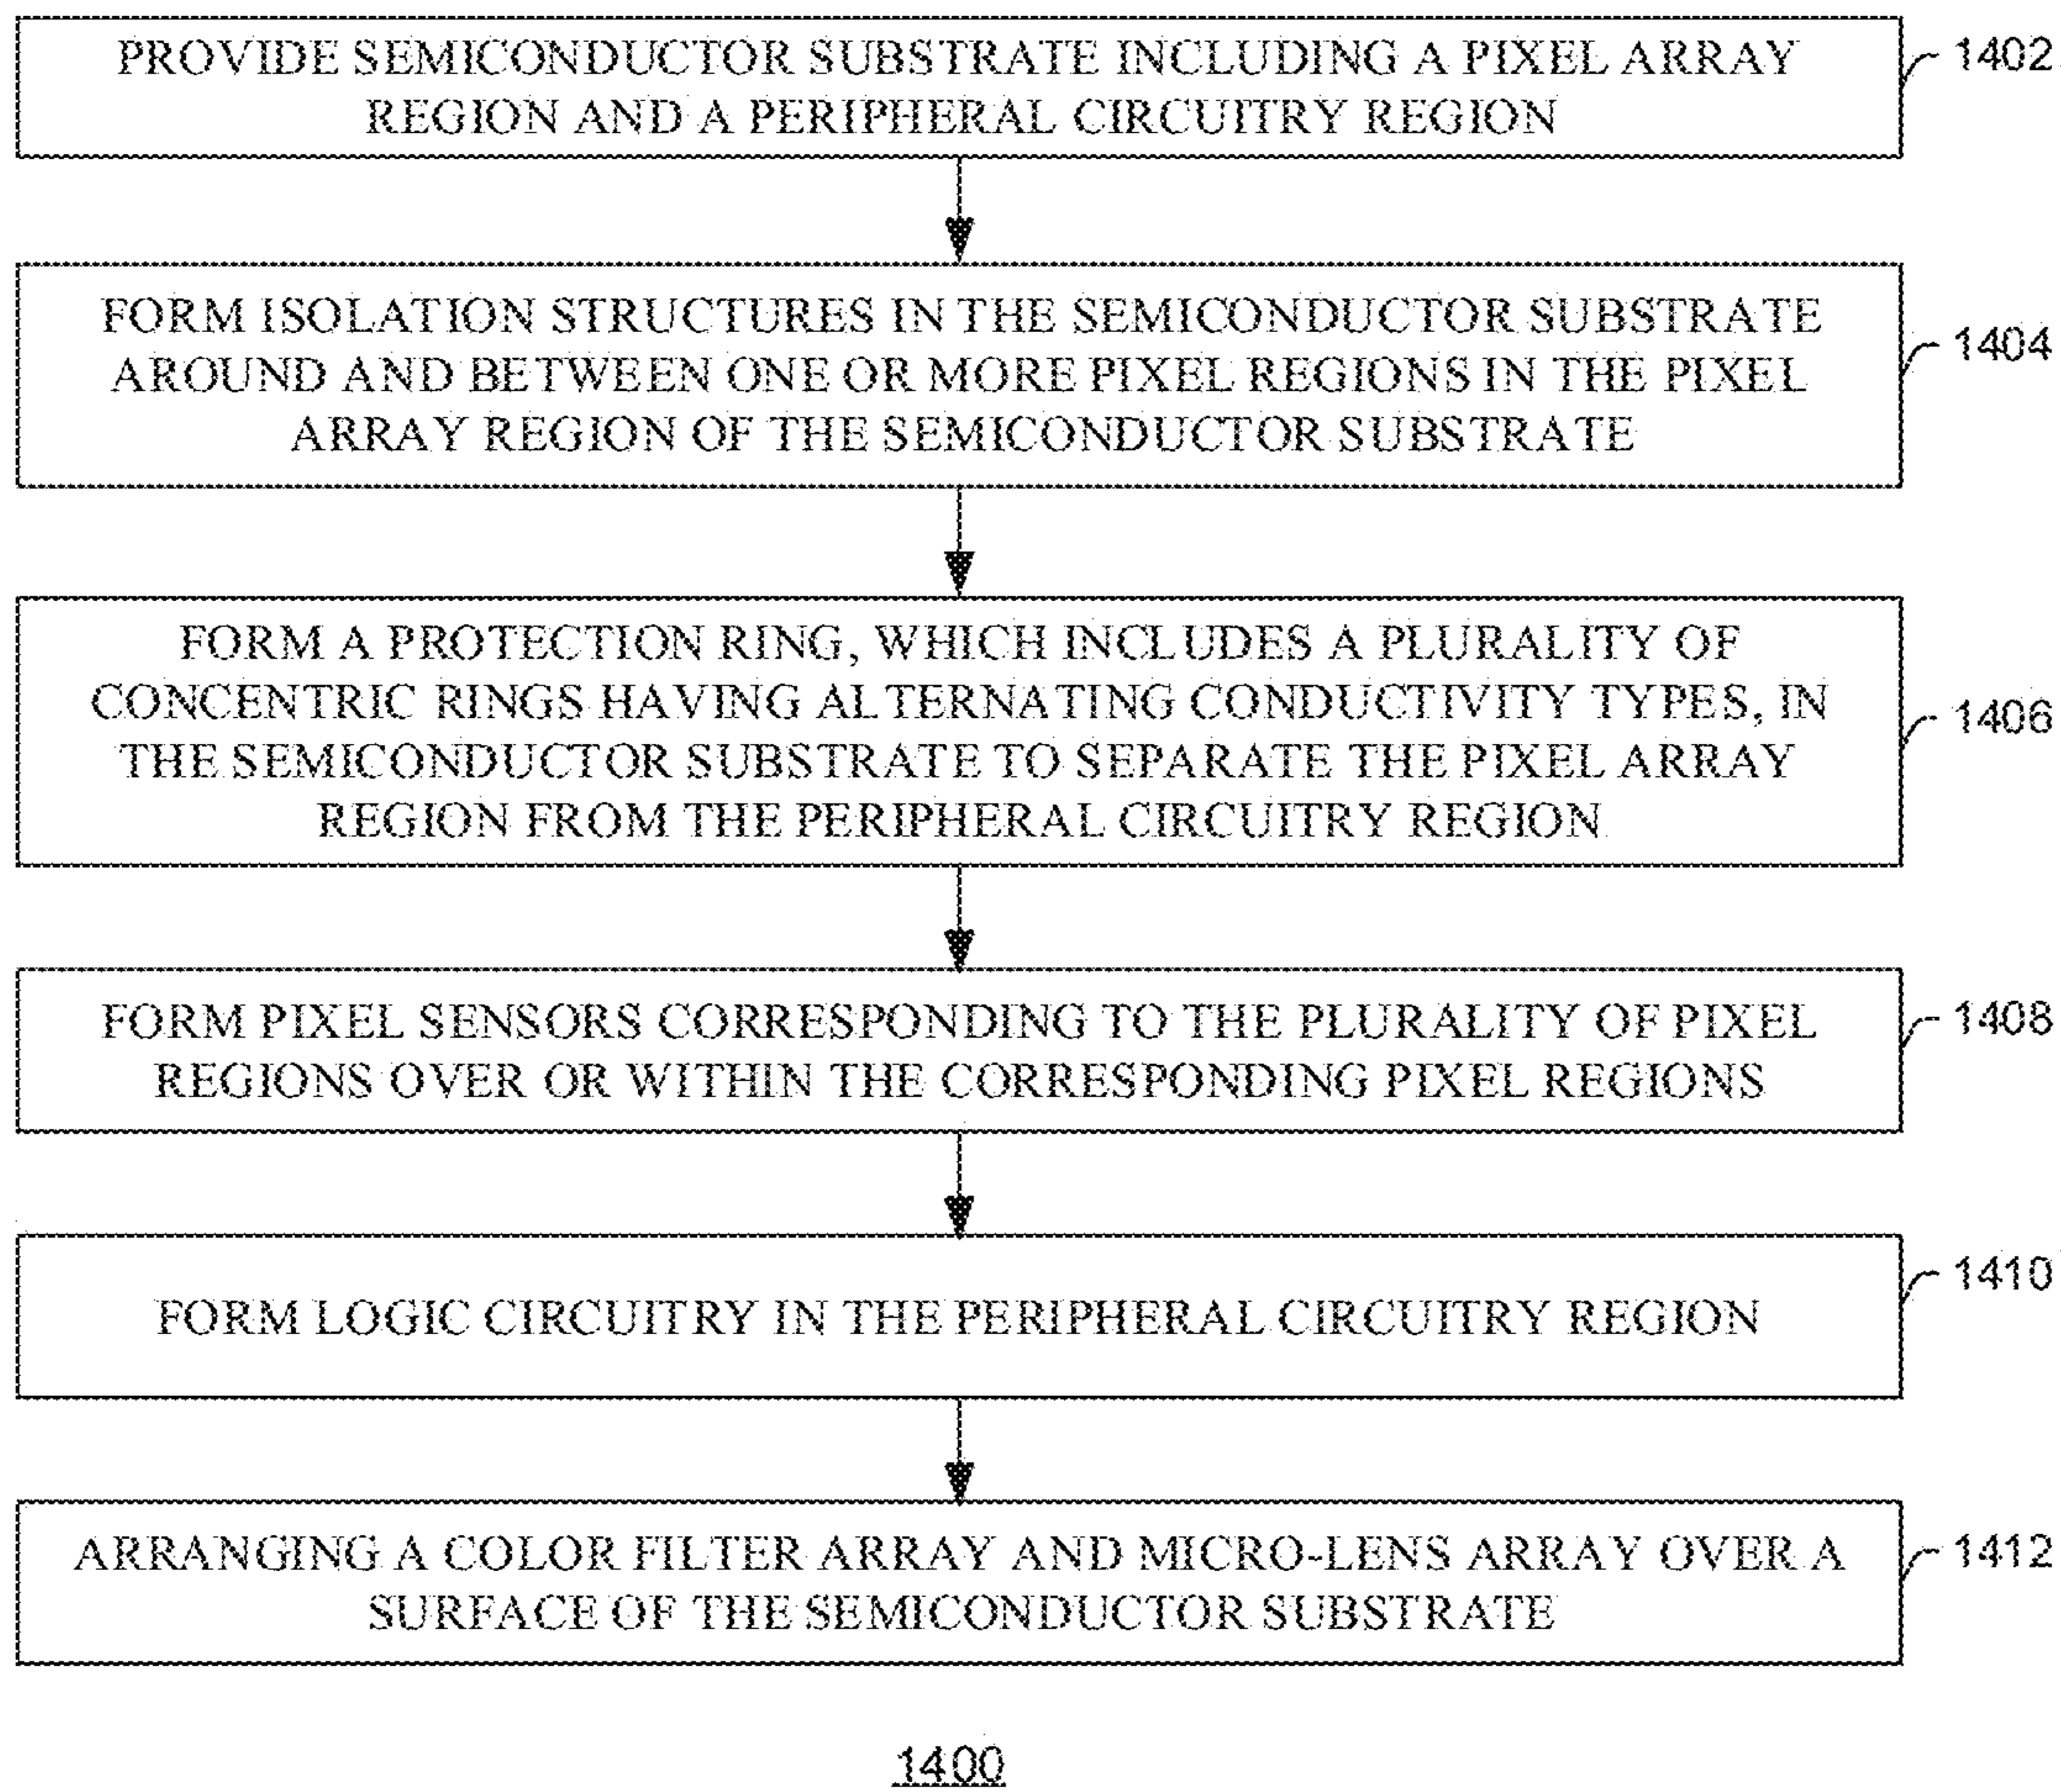 PROVIDE SEMICONDUCTOR SUBSTRATE INCLUDING A PIXEL ARRAY
REGION AND A PERIPHERAL CIRCUITRY REGION
1402
FORM ISOLATION STRUCTURES IN THE SEMICONDUCTOR SUBSTRATE
AROUND AND BETWEEN ONE OR MORE PIXEL REGIONS IN THE PIXEL
ARRAY REGION OF THE SEMICONDUCTOR SUBSTRATE
1404
FORM A PROTECTION RING, WHICH INCLUDES A PLURALITY OF
CONCENTRIC RINGS HAVING ALTERNATING CONDUCTIVITY TYPES, IN
THE SEMICONDUCTOR SUBSTRATE TO SEPARATE THE PIXEL ARRAY
REGION FROM THE PERIPHERAL CIRCUITRY REGION
1406
FORM PIXEL SENSORS CORRESPONDING TO THE PLURALITY OF PIXEL
REGIONS OVER OR WITHIN THE CORRESPONDING PIXEL REGIONS
1408
FORM LOGIC CIRCUITRY IN THE PERIPHERAL CIRCUITRY REGION
1410
ARRANGING A COLOR FILTER ARRAY AND MICRO-LENS ARRAY OVER A
SURFACE OF THE SEMICONDUCTOR SUBSTRATE
1412
1400